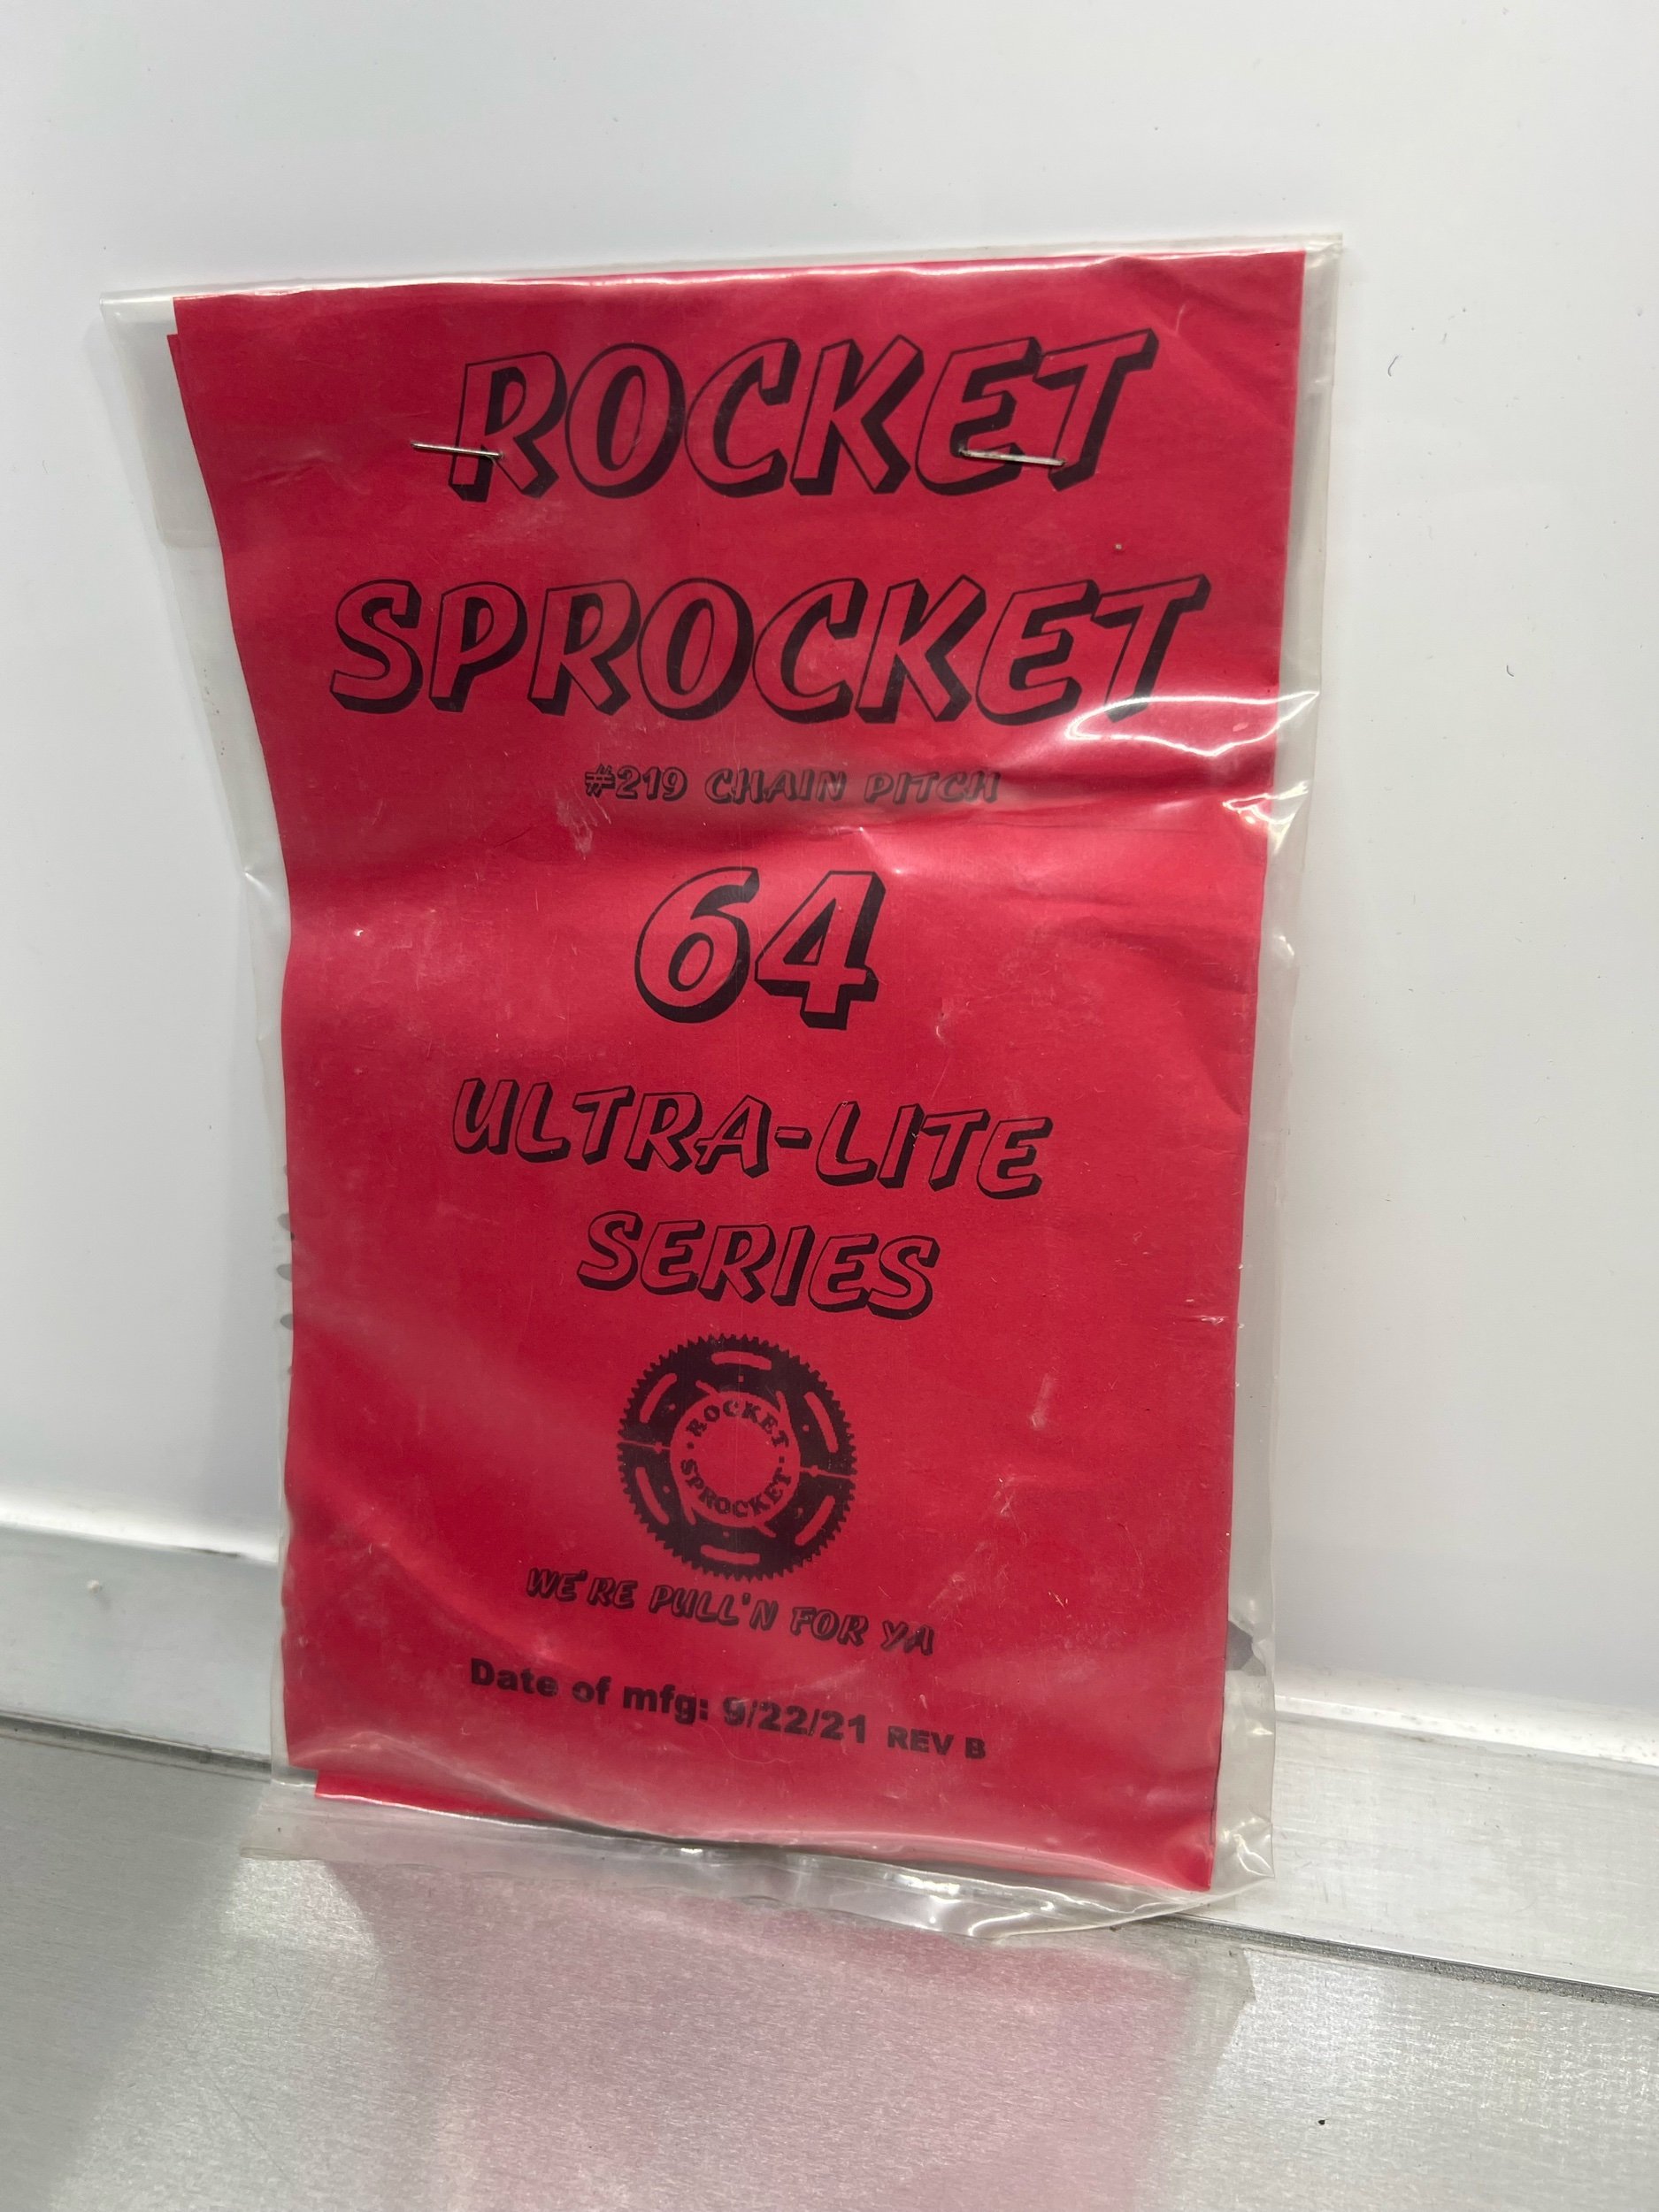 ROCKET
SPROCKET
#219 CHAIN PITCH
64
ULTRA-LITE
SERIES
ROCKET
SPROCKET
WE'RE PULL'N FOR YA
Date of mfg: 9/22/21 REV B